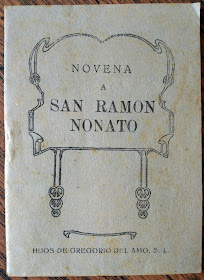 NOVENA
A
SAN RAMON
NONATO
HIJOS DE GREGORIO DEL AMO, S. L.